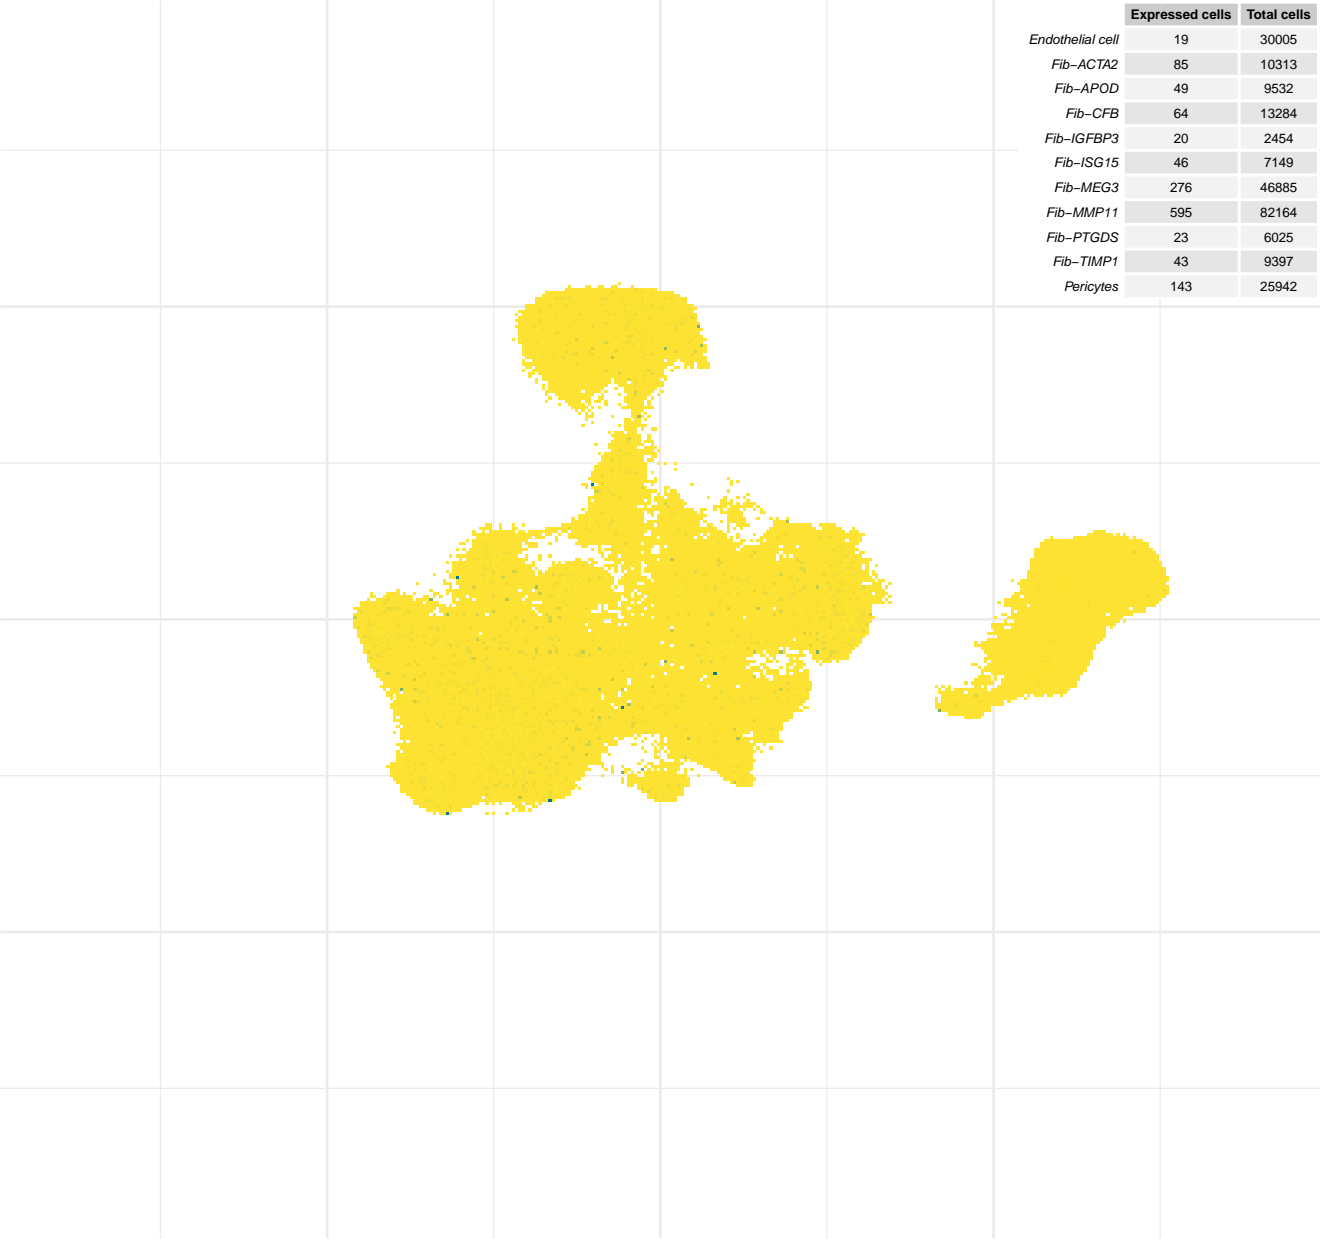 Expressed cells Total cells
Endothelial cell 19 30005
Fib−ACTA2 85 10313
Fib−APOD 49 9532
Fib−CFB 64 13284
Fib−IGFBP3 20 2454
Fib−ISG15 46 7149
Fib−MEG3 276 46885
Fib−MMP11 595 82164
Fib−PTGDS 23 6025
Fib−TIMP1 43 9397
Pericytes 143 25942